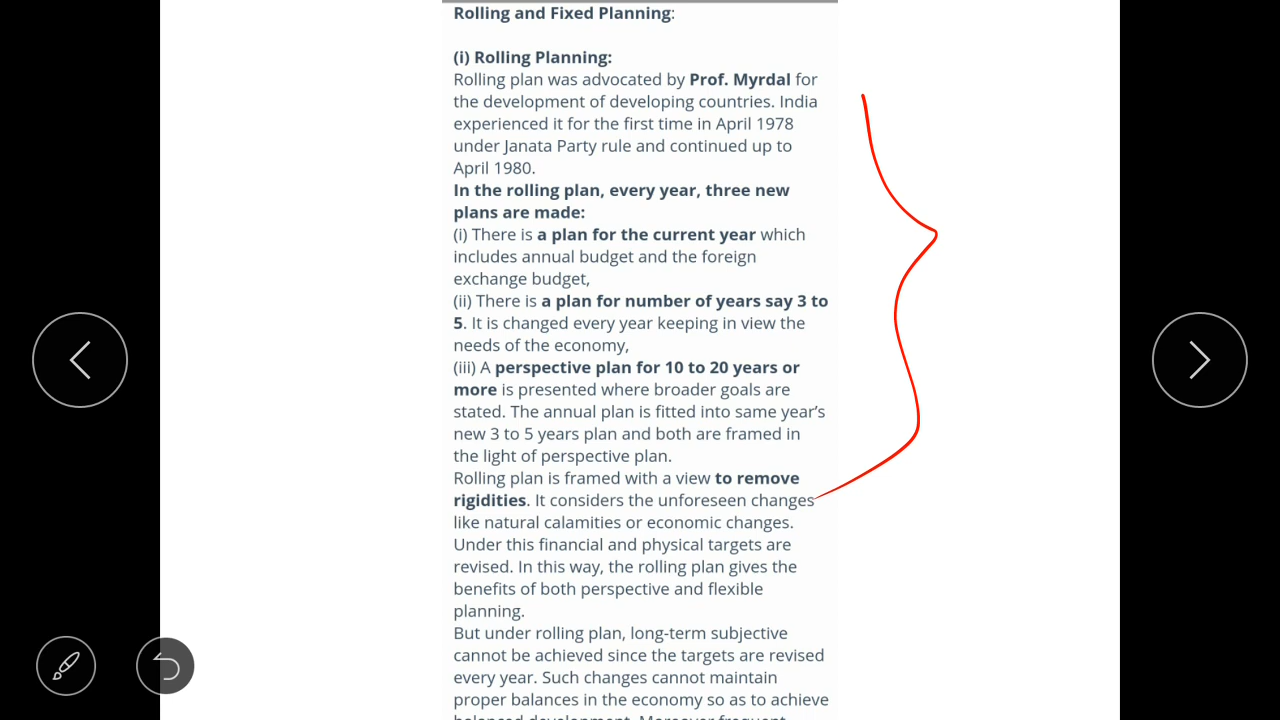 Rolling and Fixed Planning:
(i) Rolling Planning:
Rolling plan was advocated by Prof. Myrdal for
the development of developing countries. India
experienced it for the first time in April 1978
under Janata Party rule and continued up to
April 1980.
In the rolling plan, every year, three new
plans are made:
(i) There is a plan for the current year which
includes annual budget and the foreign
exchange budget,
(ii) There is a plan for number of years say 3 to
5. It is changed every year keeping in view the
needs of the economy,
(iii) A perspective plan for 10 to 20 years or
more is presented where broader goals are
stated. The annual plan is fitted into same year’s
new 3 to 5 years plan and both are framed in
the light of perspective plan.
Rolling plan is framed with a view to remove
rigidities. It considers the unforeseen changes
like natural calamities or economic changes.
Under this financial and physical targets are
revised. In this way, the rolling plan gives the
benefits of both perspective and flexible
planning.
But under rolling plan, long-term subjective
cannot be achieved since the targets are revised
every year. Such changes cannot maintain
proper balances in the economy so as to achieve
balanced development. Moreover frequent